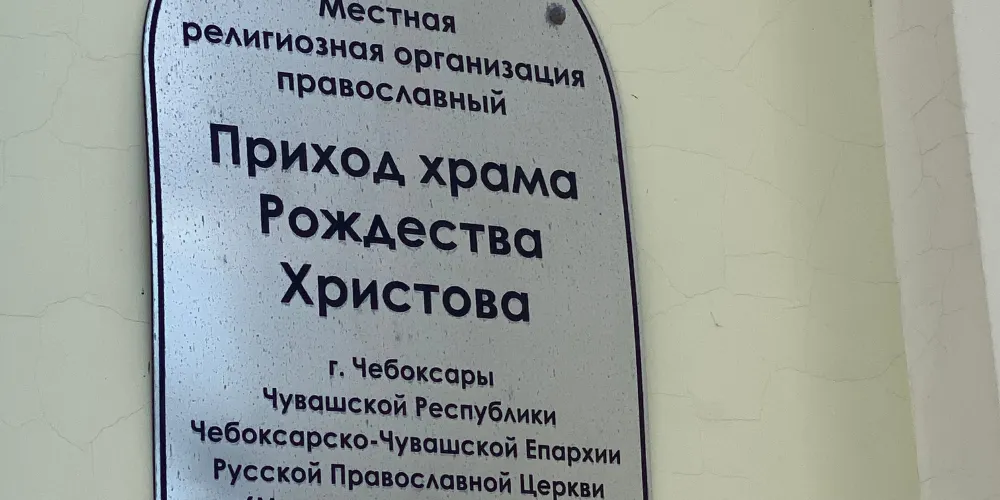 Местная
религиозная организация
православный
Приход храма
Рождества
Христова
г. Чебоксары
Чувашской Республики
Чебоксарско-Чувашской Епархии
Русской Православной Церкви